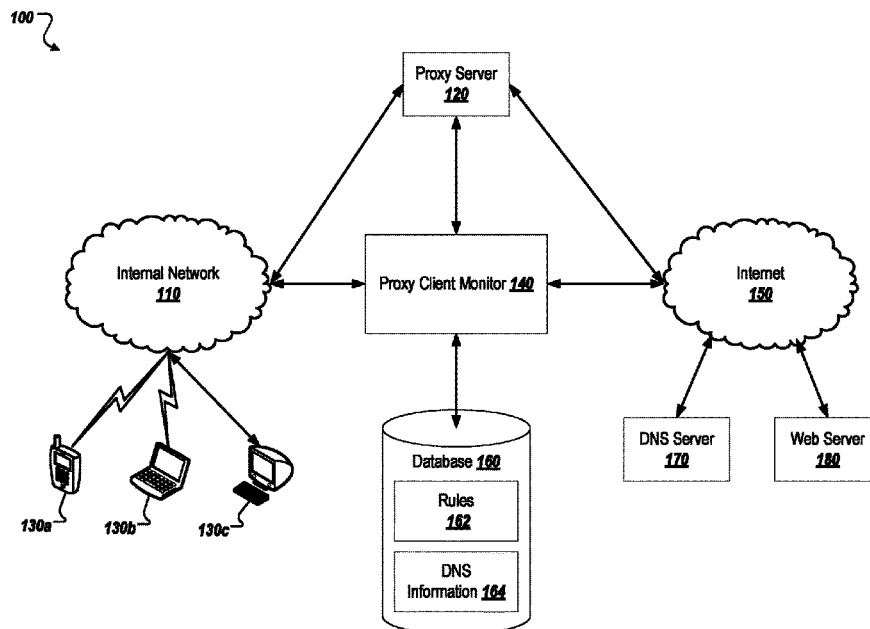 100
Proxy Server
120
Internal Network
110
Proxy Client Monitor 140
Internet
150
DNS Server
170
Web Server
180
Database 160
Rules
162
DNS
Information 164
130a
130b
130c